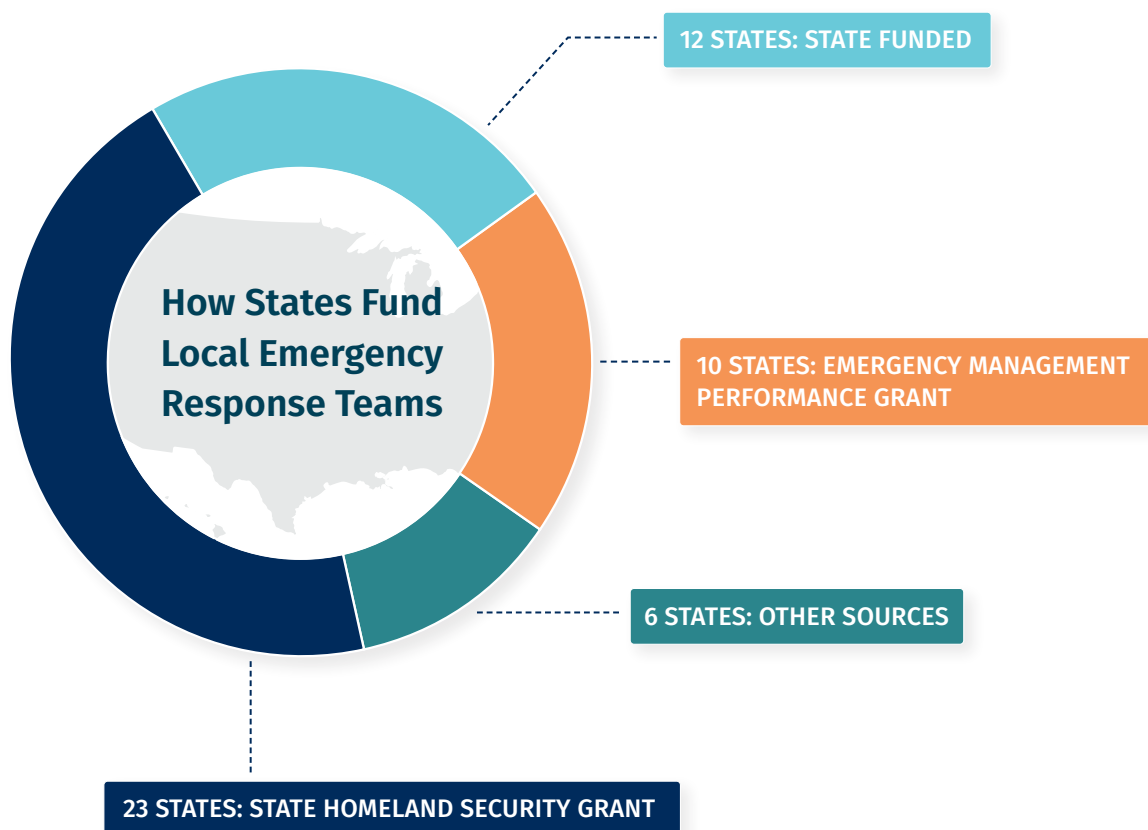 12 STATES: STATE FUNDED
How States Fund
Local Emergency
Response Teams
10 STATES: EMERGENCY MANAGEMENT
PERFORMANCE GRANT
6 STATES: OTHER SOURCES
23 STATES: STATE HOMELAND SECURITY GRANT